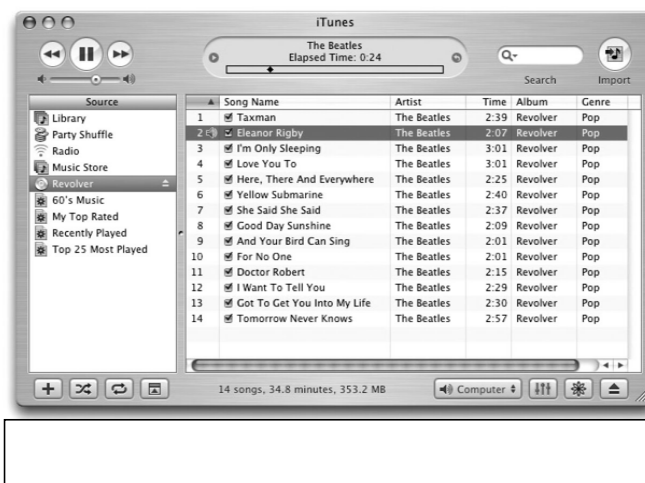 iTunes
The Beatles
Elapsed Time: 0:24
Search
Import
Source
Library
Party Shuffle
Radio
Music Store
Revolver
60's Music
My Top Rated
Recently Played
Top 25 Most Played
Song Name Artist Time Album Genre
1 Taxman The Beatles 2:39 Revolver Pop
2 Eleanor Rigby The Beatles 2:07 Revolver Pop
3 I'm Only Sleeping The Beatles 3:01 Revolver Pop
4 Love You To The Beatles 3:01 Revolver Pop
5 Here, There And Everywhere The Beatles 2:25 Revolver Pop
6 Yellow Submarine The Beatles 2:40 Revolver Pop
7 She Said She Said The Beatles 2:37 Revolver Pop
8 Good Day Sunshine The Beatles 2:09 Revolver Pop
9 And Your Bird Can Sing The Beatles 2:01 Revolver Pop
10 For No One The Beatles 2:01 Revolver Pop
11 Doctor Robert The Beatles 2:15 Revolver Pop
12 I Want To Tell You The Beatles 2:29 Revolver Pop
13 Got To Get You Into My Life The Beatles 2:30 Revolver Pop
14 Tomorrow Never Knows The Beatles 2:57 Revolver Pop
14 songs, 34.8 minutes, 353.2 MB
Computer